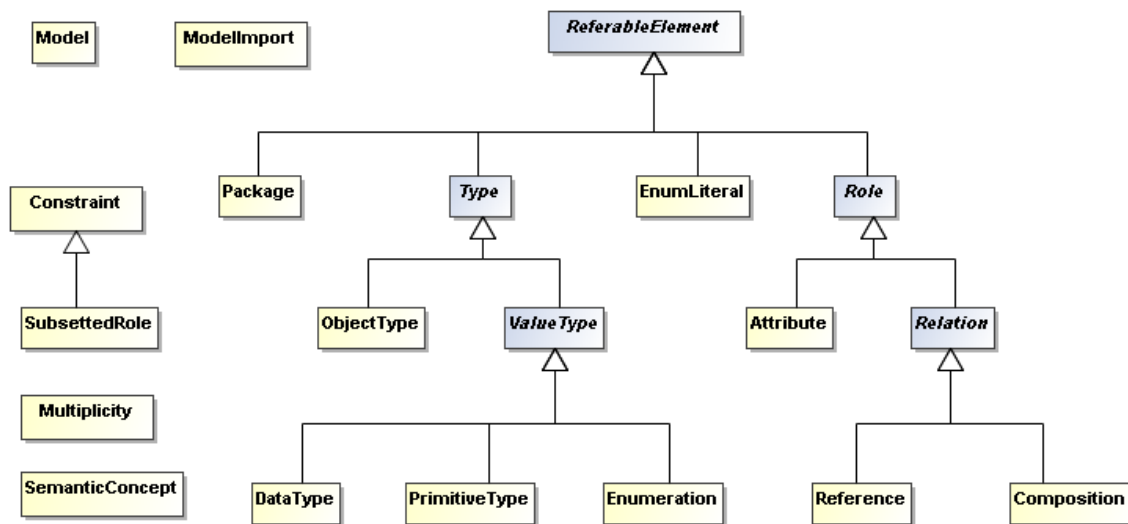 ReferableElement
Model
ModelImport
Package
Type
EnumLiteral
Role
Constraint
SubsettedRole
ObjectType
ValueType
Attribute
Relation
Multiplicity
SemanticConcept
DataType
PrimitiveType
Enumeration
Reference
Composition